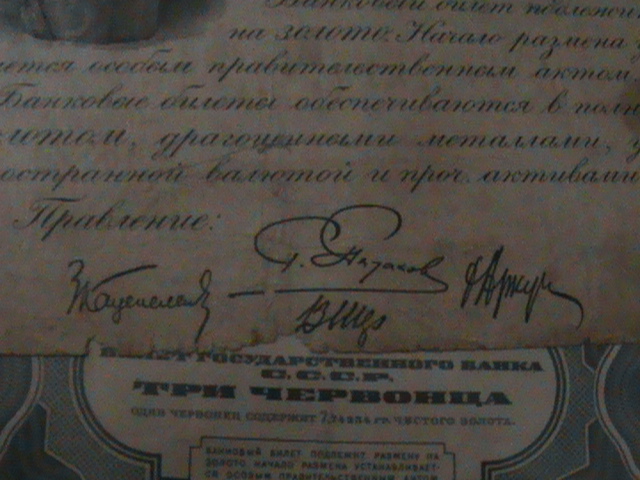 Банковый билет подлежи
на золото. Начало размена
ется особым правительственным актом.
Банковые билеты обеспечиваются в полн
олотом, драгоценными металлами, у
остранной валютой и проч. активами
Правление:
БИЛЕТ ГОСУДАРСТВЕННОГО БАНКА
С.С.С.Р.
ТРИ ЧЕРВОНЦА
ОДИН ЧЕРВОНЕЦ СОДЕРЖИТ 7,74234 ГР. ЧИСТОГО ЗОЛОТА.
БАНКОВЫЙ БИЛЕТ ПОДЛЕЖИТ РАЗМЕНУ НА
ЗОЛОТО. НАЧАЛО РАЗМЕНА УСТАНАВЛИВАЕТ-
СЯ ОСОБЫМ ПРАВИТЕЛЬСТВЕННЫМ АКТОМ